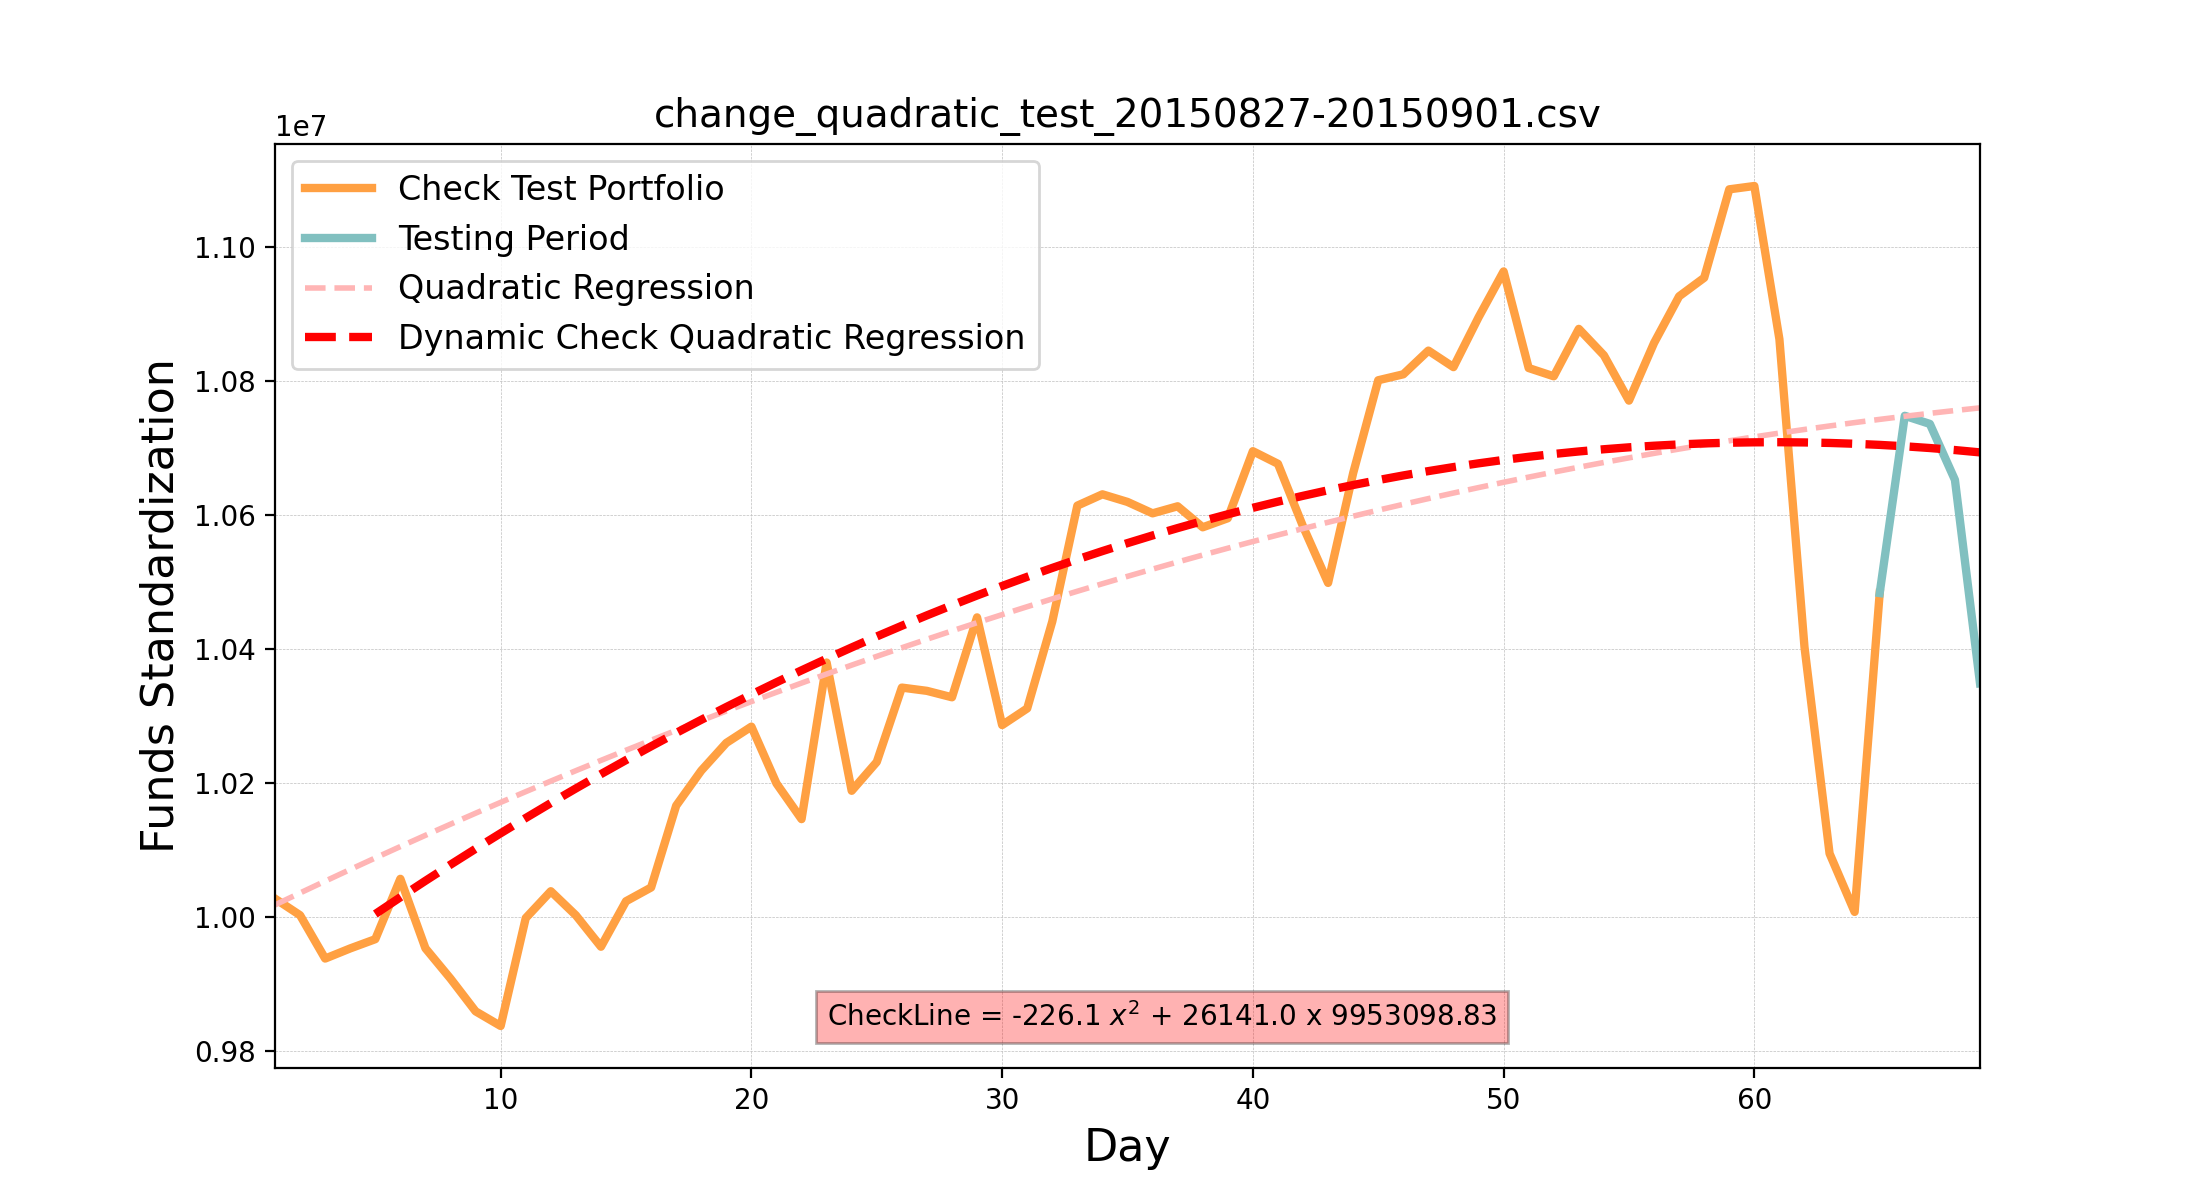 change_quadratic_test_20150827-20150901.csv
1e7
Check Test Portfolio
Testing Period
Quadratic Regression
Dynamic Check Quadratic Regression
1.10
1.08
1.06
1.04
1.02
1.00
0.98
Funds Standardization
CheckLine = -226.1 x² + 26141.0 x 9953098.83
10 20 30 40 50 60
Day